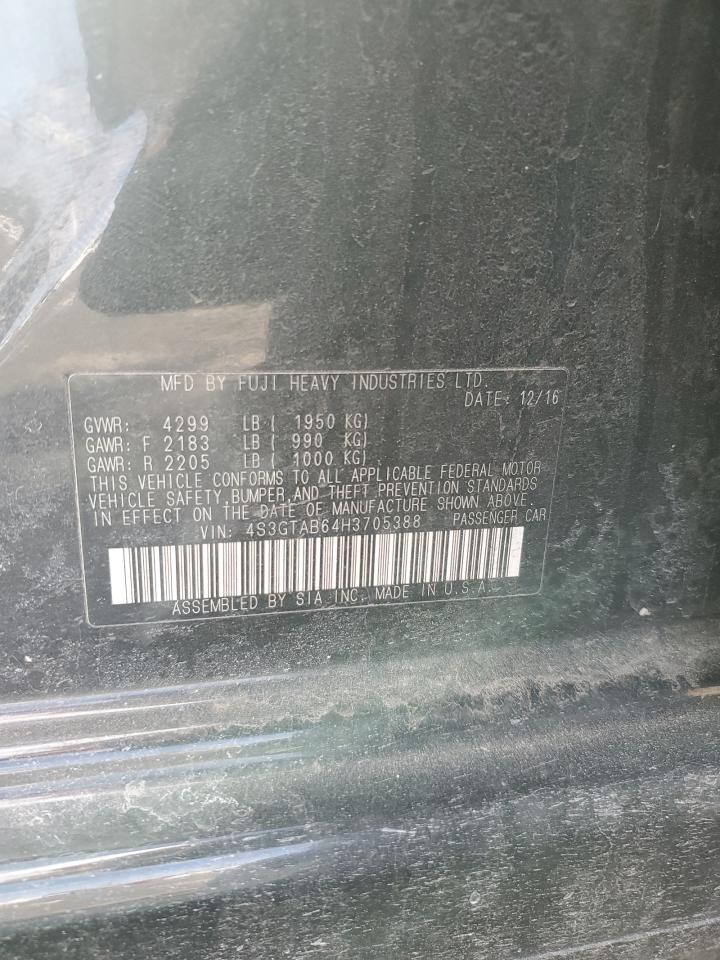 MFD BY FUJI HEAVY INDUSTRIES LTD.
DATE: 12/16
GVWR: 4299 LB ( 1950 KG)
GAWR: F 2183 LB ( 990 KG)
GAWR: R 2205 LB ( 1000 KG)
THIS VEHICLE CONFORMS TO ALL APPLICABLE FEDERAL MOTOR
VEHICLE SAFETY, BUMPER, AND THEFT PREVENTION STANDARDS
IN EFFECT ON THE DATE OF MANUFACTURE SHOWN ABOVE.
VIN: 4S3GTAB64H3705388 PASSENGER CAR
ASSEMBLED BY SIA INC. MADE IN U.S.A.